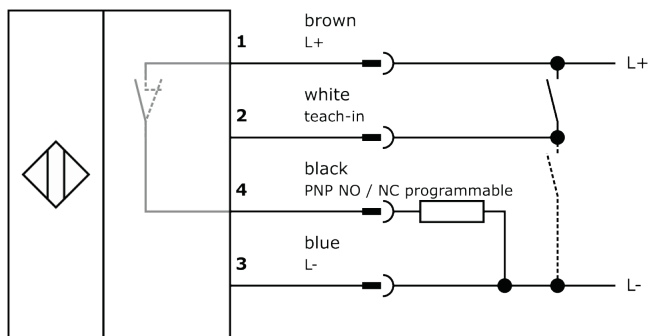 brown
1
L+
L+
white
2
teach-in
black
4
PNP NO / NC programmable
blue
3
L-
L-